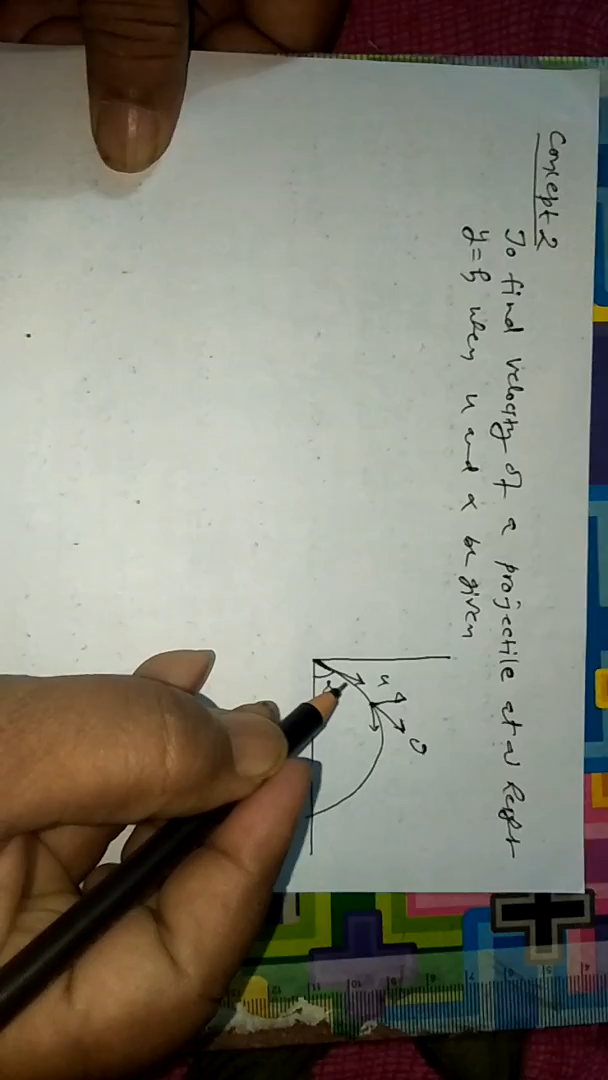 Concept 2
To find velocity of a projectile at a height
y = h when u and α be given
u
α